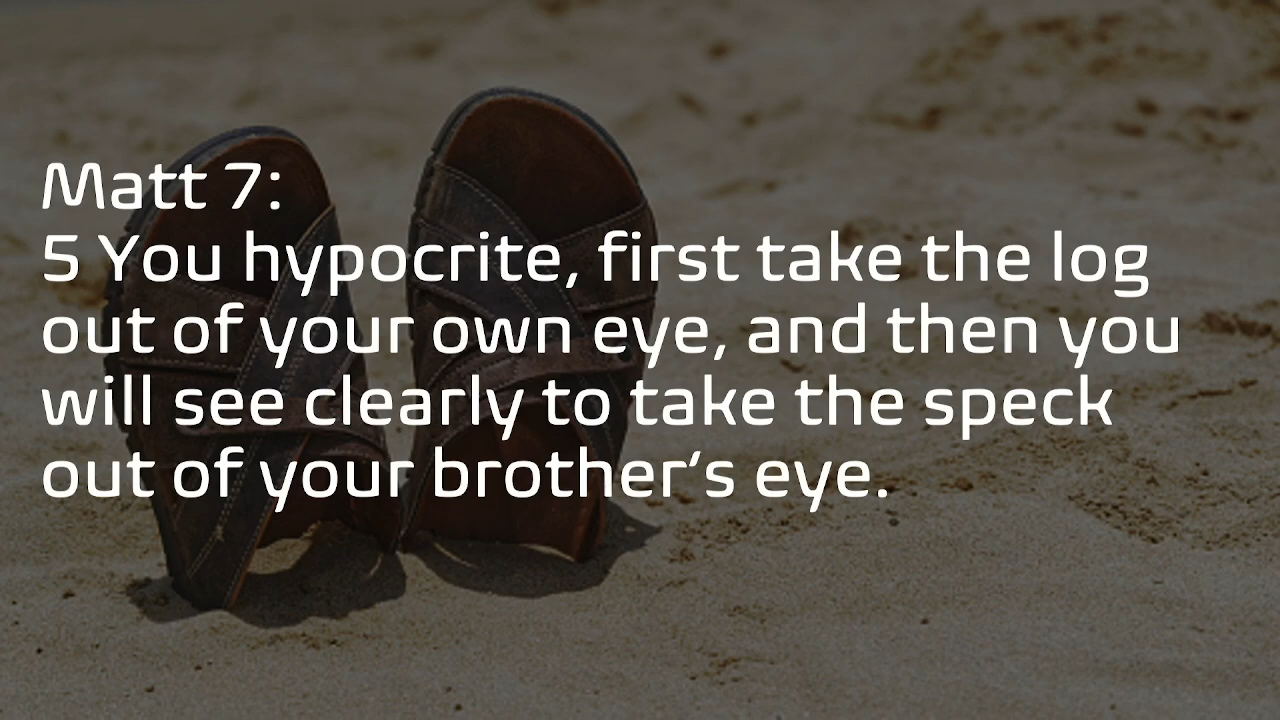 Matt 7:
5 You hypocrite, first take the log
out of your own eye, and then you
will see clearly to take the speck
out of your brother’s eye.